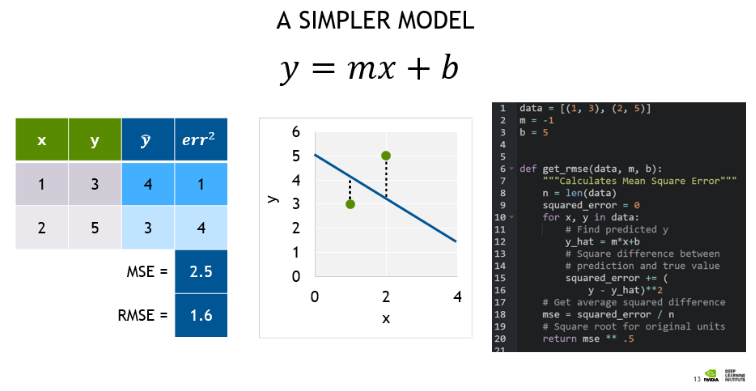 A SIMPLER MODEL
y = mx + b
x y ŷ err²
1 3 4 1
2 5 3 4
MSE = 2.5
RMSE = 1.6
6
5
4
3
2
1
0
y
0 2 4
x
1 data = [(1, 3), (2, 5)]
2 m = -1
3 b = 5
4
5
6 def get_rmse(data, m, b):
7 """Calculates Mean Square Error"""
8 n = len(data)
9 squared_error = 0
10 for x, y in data:
11 # Find predicted y
12 y_hat = m*x+b
13 # Square difference between
14 # prediction and true value
15 squared_error += (
16 y - y_hat)**2
17 # Get average squared difference
18 mse = squared_error / n
19 # Square root for original units
20 return mse ** .5
21
13 NVIDIA DEEP LEARNING INSTITUTE